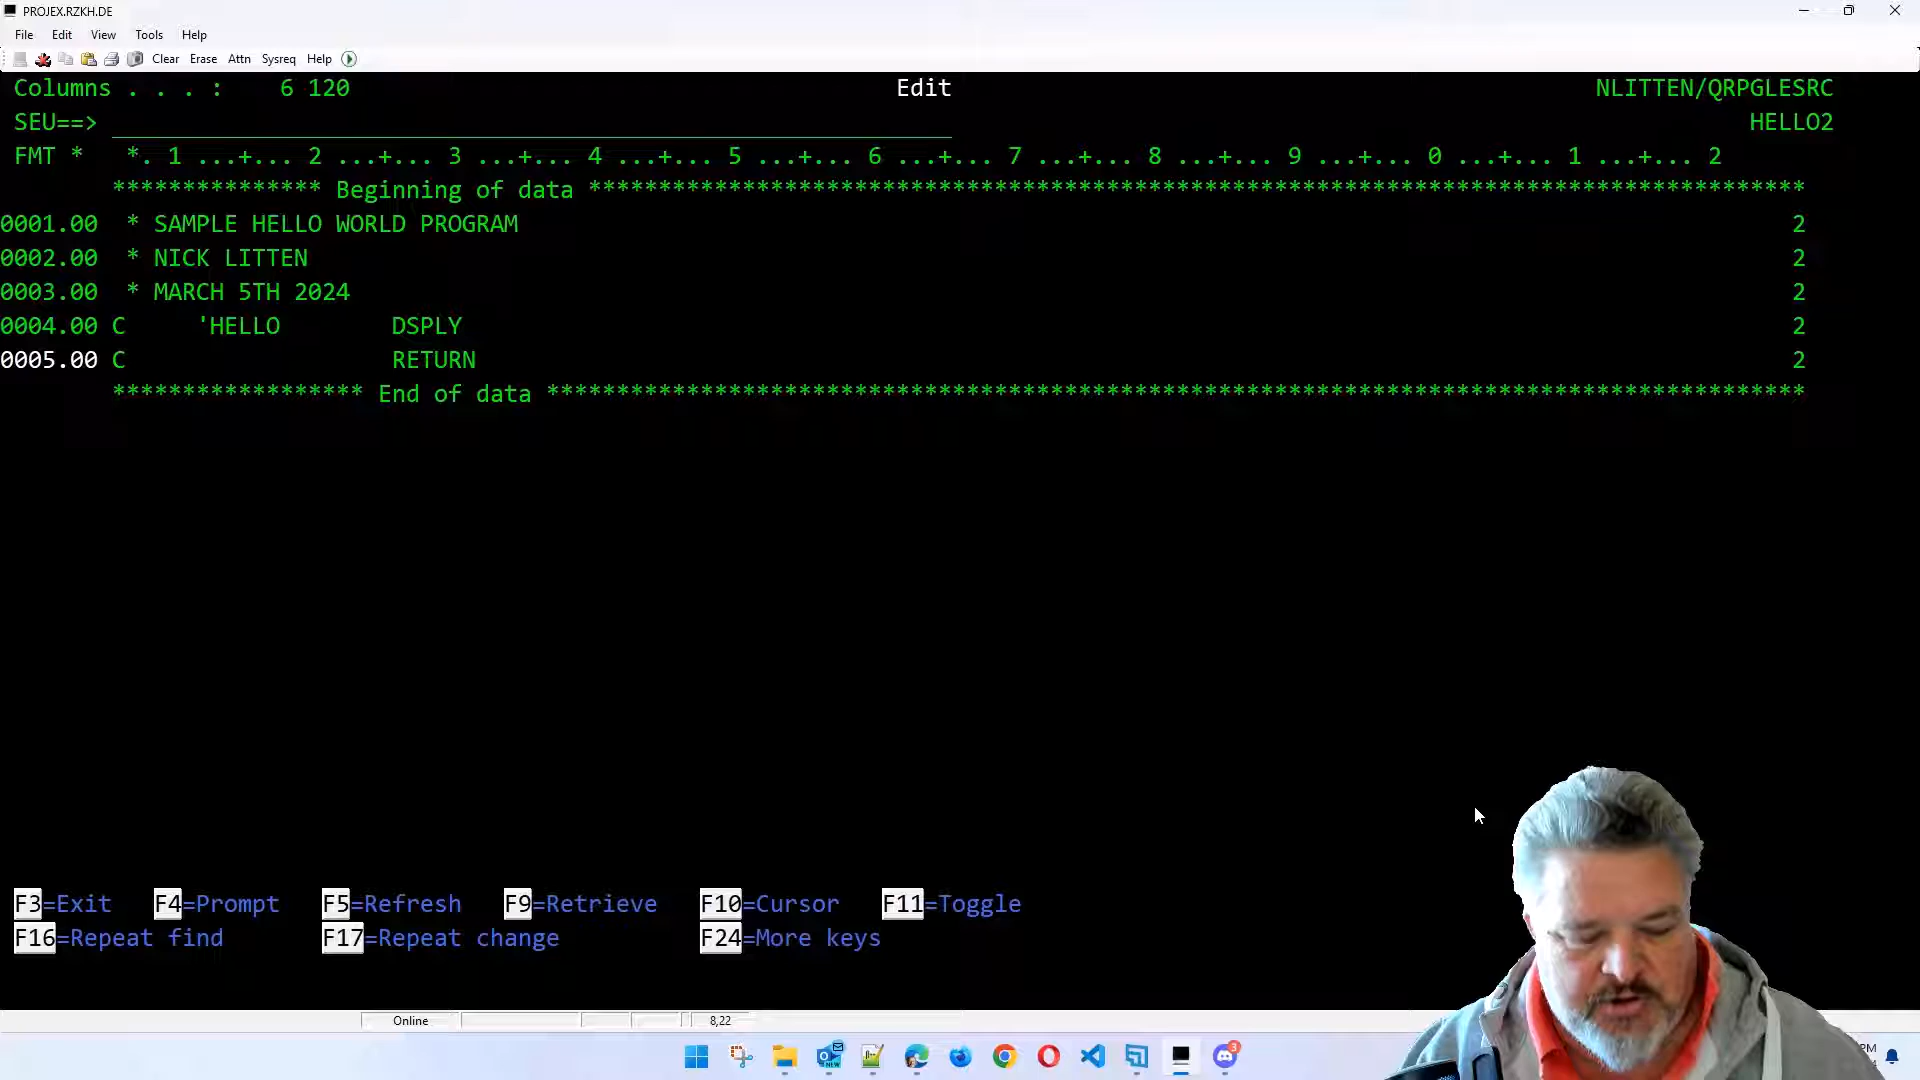 PROJEX.RZKH.DE
File Edit View Tools Help
Clear Erase Attn Sysreq Help
Columns . . . : 6 120 Edit NLITTEN/QRPGLESRC
SEU==> HELLO2
FMT * *. 1 ...+... 2 ...+... 3 ...+... 4 ...+... 5 ...+... 6 ...+... 7 ...+... 8 ...+... 9 ...+... 0 ...+... 1 ...+... 2
*************** Beginning of data ***************************************************************************************
0001.00 * SAMPLE HELLO WORLD PROGRAM 2
0002.00 * NICK LITTEN 2
0003.00 * MARCH 5TH 2024 2
0004.00 C 'HELLO DSPLY 2
0005.00 C RETURN 2
****************** End of data ******************************************************************************************
F3=Exit F4=Prompt F5=Refresh F9=Retrieve F10=Cursor F11=Toggle
F16=Repeat find F17=Repeat change F24=More keys
Online 8,22
NEW 3 PM